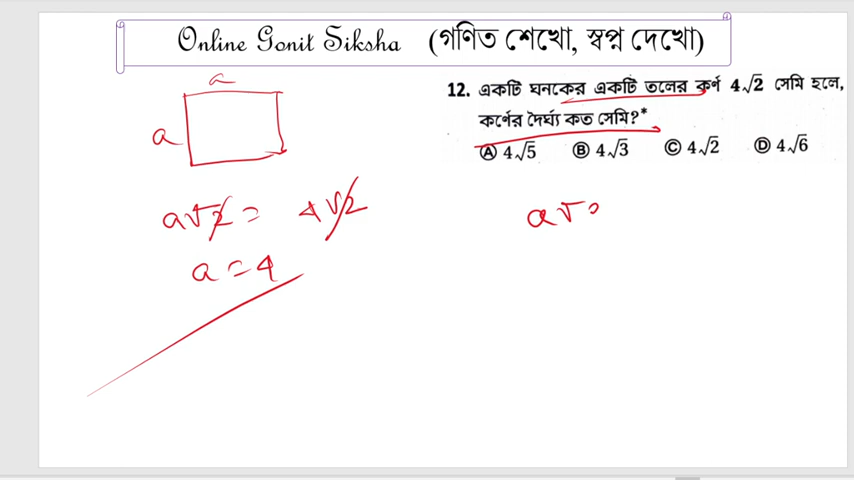 Online Gonit Siksha (গণিত শেখো, স্বপ্ন দেখো)
a
a
12. একটি ঘনকের একটি তলের কর্ণ 4√2 সেমি হলে,
কর্ণের দৈর্ঘ্য কত সেমি?*
Ⓐ 4√5 Ⓑ 4√3 Ⓒ 4√2 Ⓓ 4√6
a√2 = 4√2
a = 4
a√